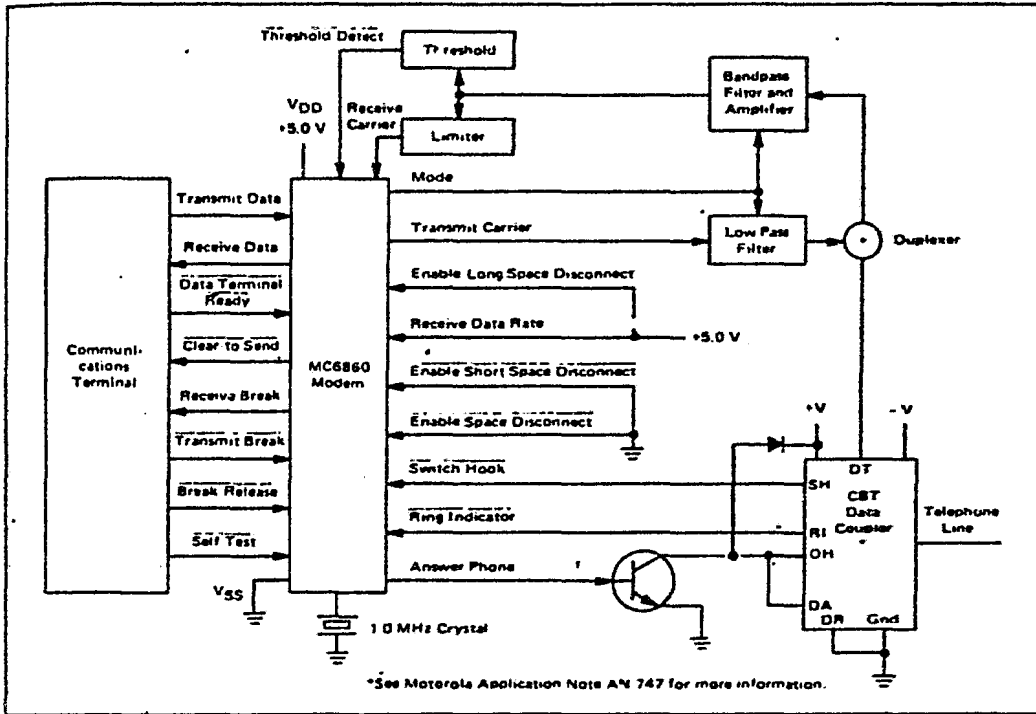 Threshold Detect
Threshold
Bandpass
Filter and
Amplifier
VDD
+5.0 V
Receive
Carrier
Limiter
Mode
Transmit Data
Transmit Carrier
Low Pass
Filter
Duplexer
Receive Data
Enable Long Space Disconnect
Data Terminal
Ready
Receive Data Rate
+5.0 V
Communi-
cations
Terminal
Clear to Send
MC6860
Modem
Enable Short Space Disconnect
Receive Break
Enable Space Disconnect
+V
-V
Transmit Break
Switch Hook
SH
DT
CBT
Data
Coupler
Break Release
Ring Indicator
RI
Telephone
Line
OH
Self Test
Answer Phone
DA
DR
Gnd
VSS
1.0 MHz Crystal
*See Motorola Application Note AN 747 for more information.